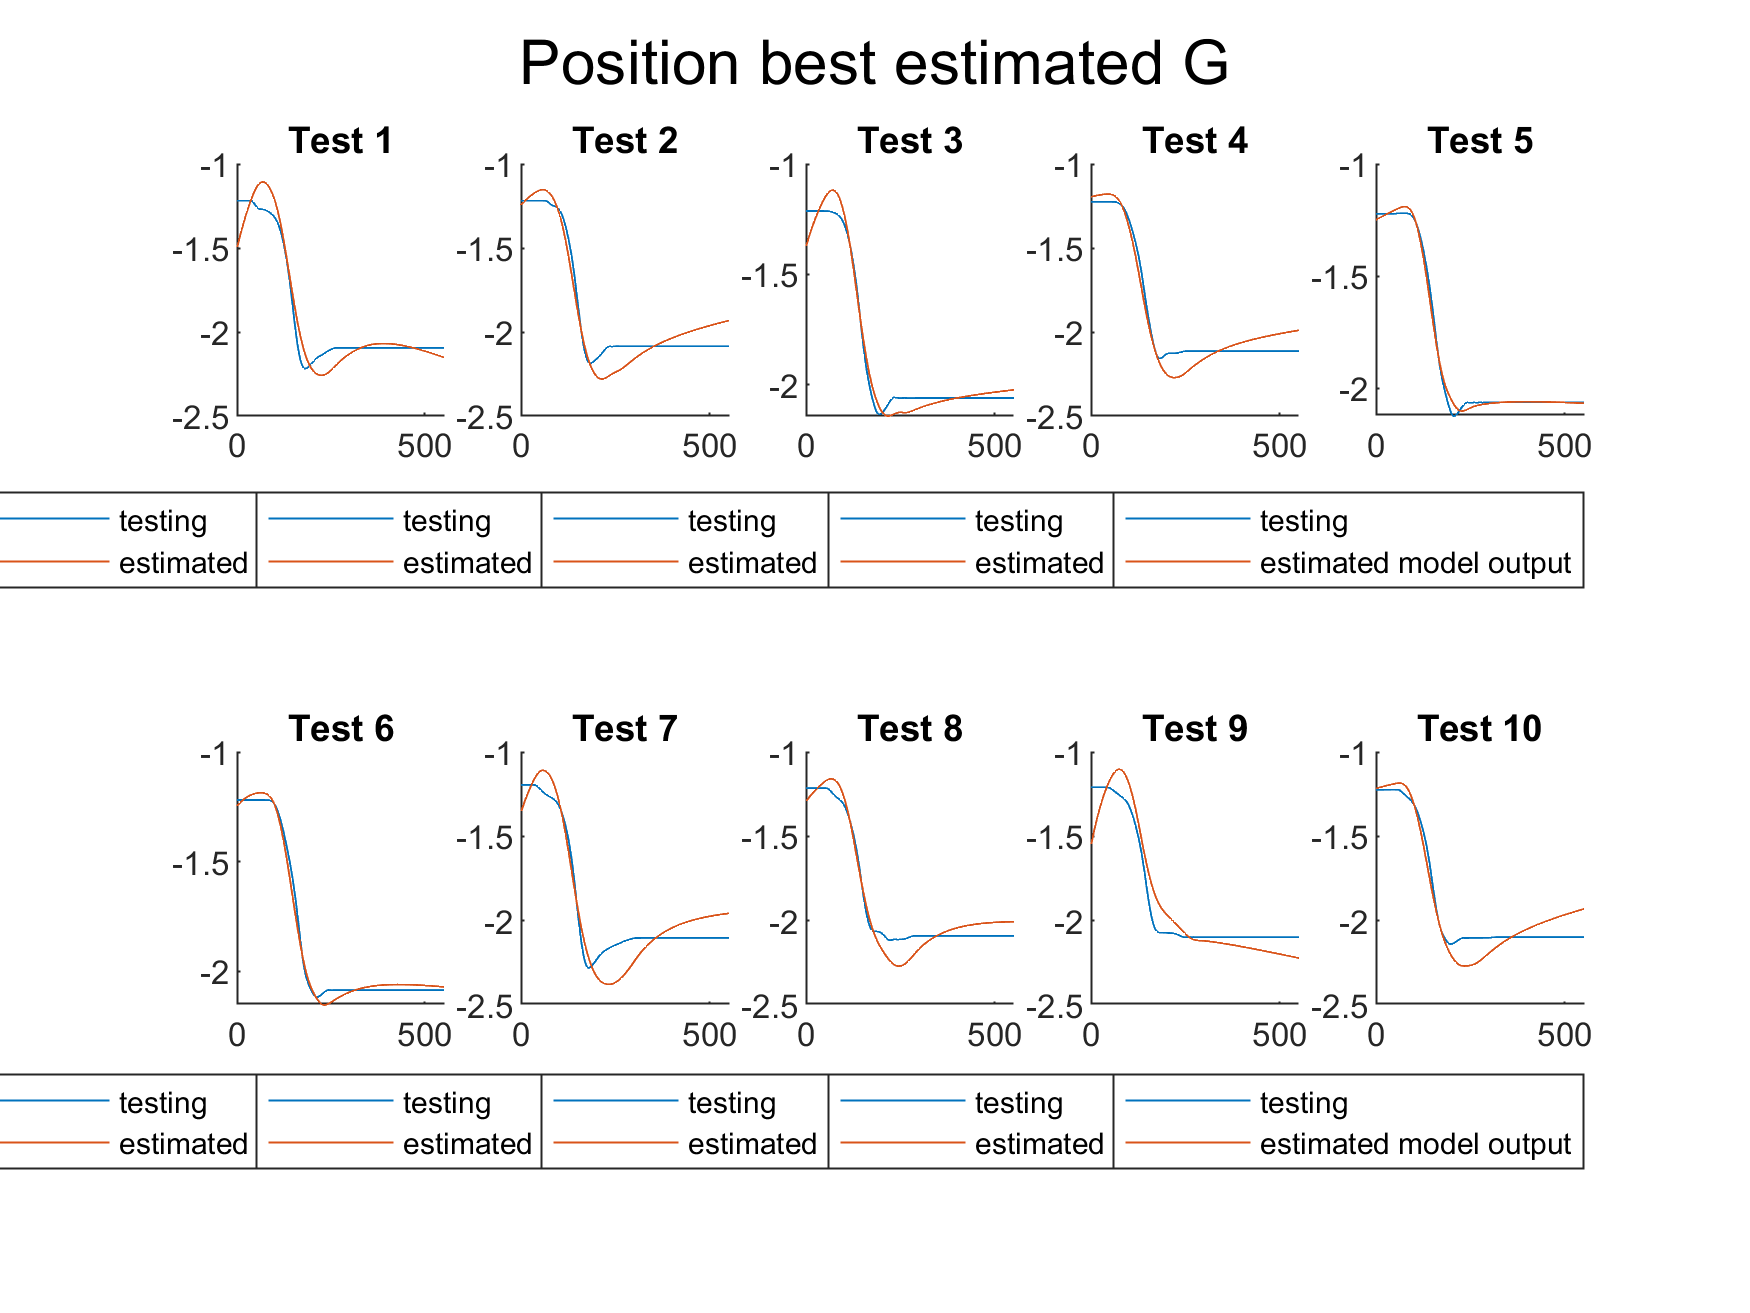 Position best estimated G
Test 1 Test 2 Test 3 Test 4 Test 5
-1 -1 -1 -1 -1
-1.5 -1.5 -1.5 -1.5 -1.5
-2 -2 -2 -2 -2
-2.5 -2.5 -2.5
0 500 0 500 0 500 0 500 0 500
testing testing testing testing testing
estimated estimated estimated estimated estimated model output
Test 6 Test 7 Test 8 Test 9 Test 10
-1 -1 -1 -1 -1
-1.5 -1.5 -1.5 -1.5 -1.5
-2 -2 -2 -2 -2
-2.5 -2.5 -2.5 -2.5
0 500 0 500 0 500 0 500 0 500
testing testing testing testing testing
estimated estimated estimated estimated estimated model output